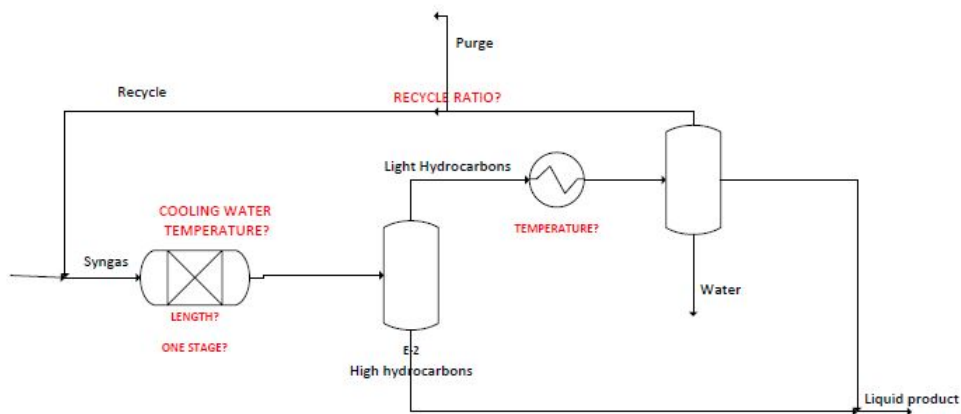 Purge
Recycle
RECYCLE RATIO?
Light Hydrocarbons
COOLING WATER
TEMPERATURE?
TEMPERATURE?
Syngas
Water
LENGTH?
ONE STAGE?
E-2
High hydrocarbons
Liquid product